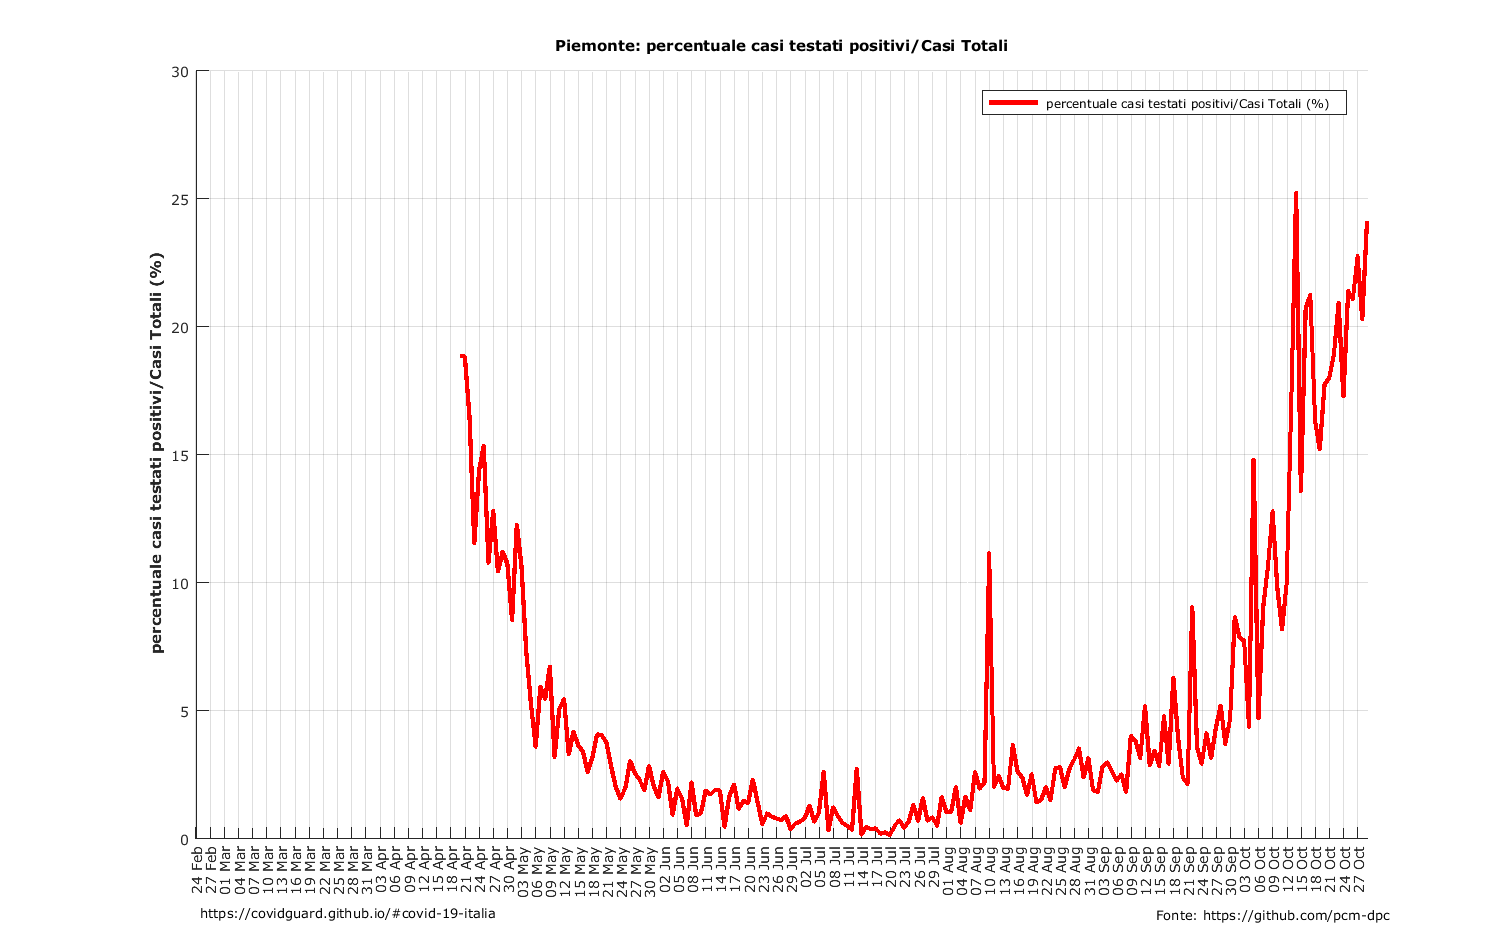 Piemonte: percentuale casi testati positivi/Casi Totali
percentuale casi testati positivi/Casi Totali (%)
percentuale casi testati positivi/Casi Totali (%)
30
25
20
15
10
5
0
24 Feb
27 Feb
01 Mar
04 Mar
07 Mar
10 Mar
13 Mar
16 Mar
19 Mar
22 Mar
25 Mar
28 Mar
31 Mar
03 Apr
06 Apr
09 Apr
12 Apr
15 Apr
18 Apr
21 Apr
24 Apr
27 Apr
30 Apr
03 May
06 May
09 May
12 May
15 May
18 May
21 May
24 May
27 May
30 May
02 Jun
05 Jun
08 Jun
11 Jun
14 Jun
17 Jun
20 Jun
23 Jun
26 Jun
29 Jun
02 Jul
05 Jul
08 Jul
11 Jul
14 Jul
17 Jul
20 Jul
23 Jul
26 Jul
29 Jul
01 Aug
04 Aug
07 Aug
10 Aug
13 Aug
16 Aug
19 Aug
22 Aug
25 Aug
28 Aug
31 Aug
03 Sep
06 Sep
09 Sep
12 Sep
15 Sep
18 Sep
21 Sep
24 Sep
27 Sep
30 Sep
03 Oct
06 Oct
09 Oct
12 Oct
15 Oct
18 Oct
21 Oct
24 Oct
27 Oct
https://covidguard.github.io/#covid-19-italia
Fonte: https://github.com/pcm-dpc